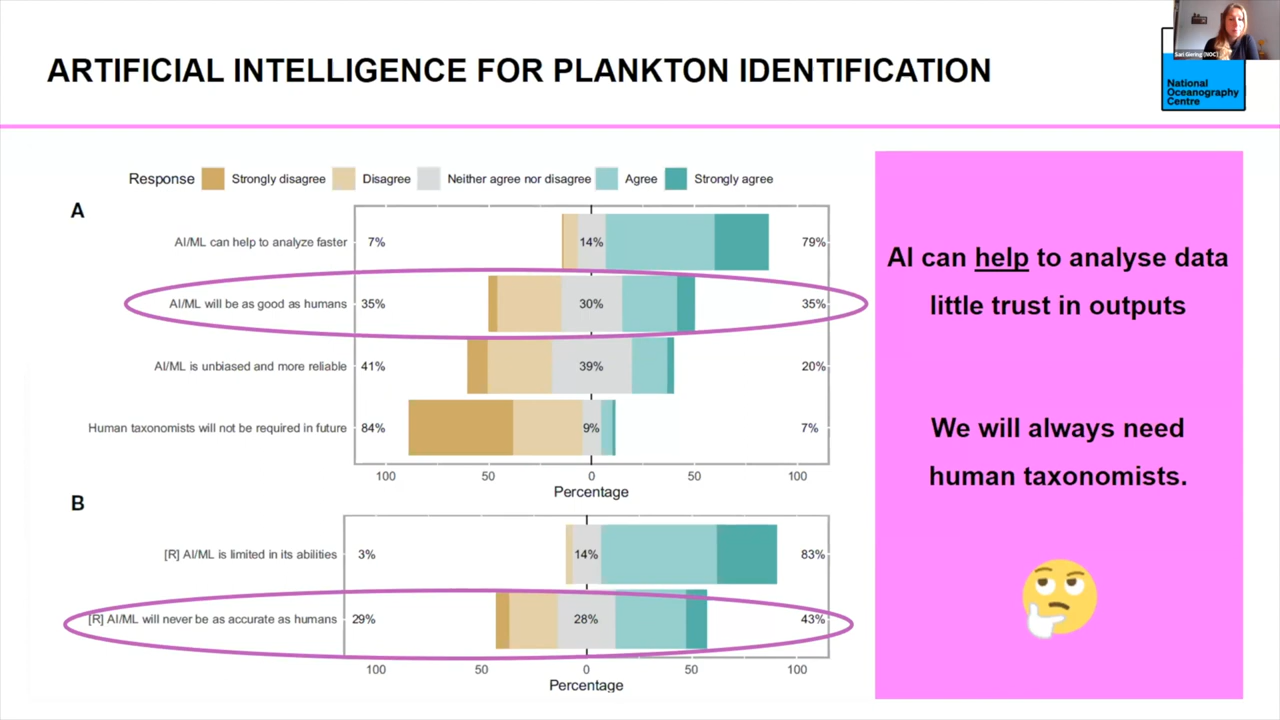 Sari Giering (NOC)
ARTIFICIAL INTELLIGENCE FOR PLANKTON IDENTIFICATION
National
Oceanography
Centre
Response Strongly disagree Disagree Neither agree nor disagree Agree Strongly agree
A
AI/ML can help to analyze faster 7% 14% 79%
AI/ML will be as good as humans 35% 30% 35%
AI/ML is unbiased and more reliable 41% 39% 20%
Human taxonomists will not be required in future 84% 9% 7%
100 50 0 50 100
Percentage
B
[R] AI/ML is limited in its abilities 3% 14% 83%
[R] AI/ML will never be as accurate as humans 29% 28% 43%
100 50 0 50 100
Percentage
AI can help to analyse data
little trust in outputs
We will always need
human taxonomists.